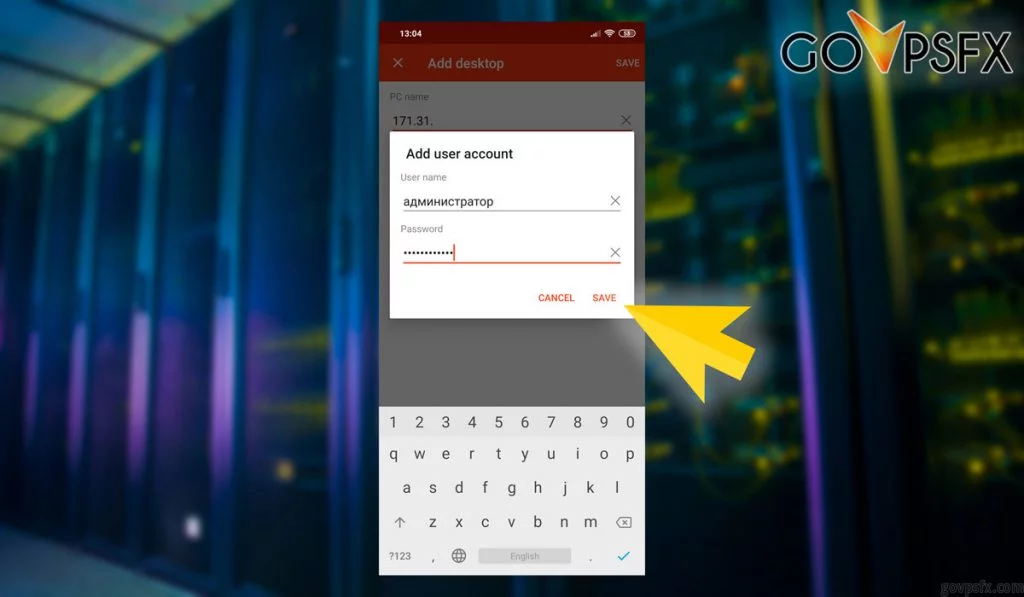 GOVPSFX
13:04
58
Add desktop
SAVE
PC name
171.31.
Add user account
User name
администратор
Password
••••••••••••
CANCEL
SAVE
1 2 3 4 5 6 7 8 9 0
q w e r t y u i o p
a s d f g h j k l
z x c v b n m
?123 , English .
govpsfx.com